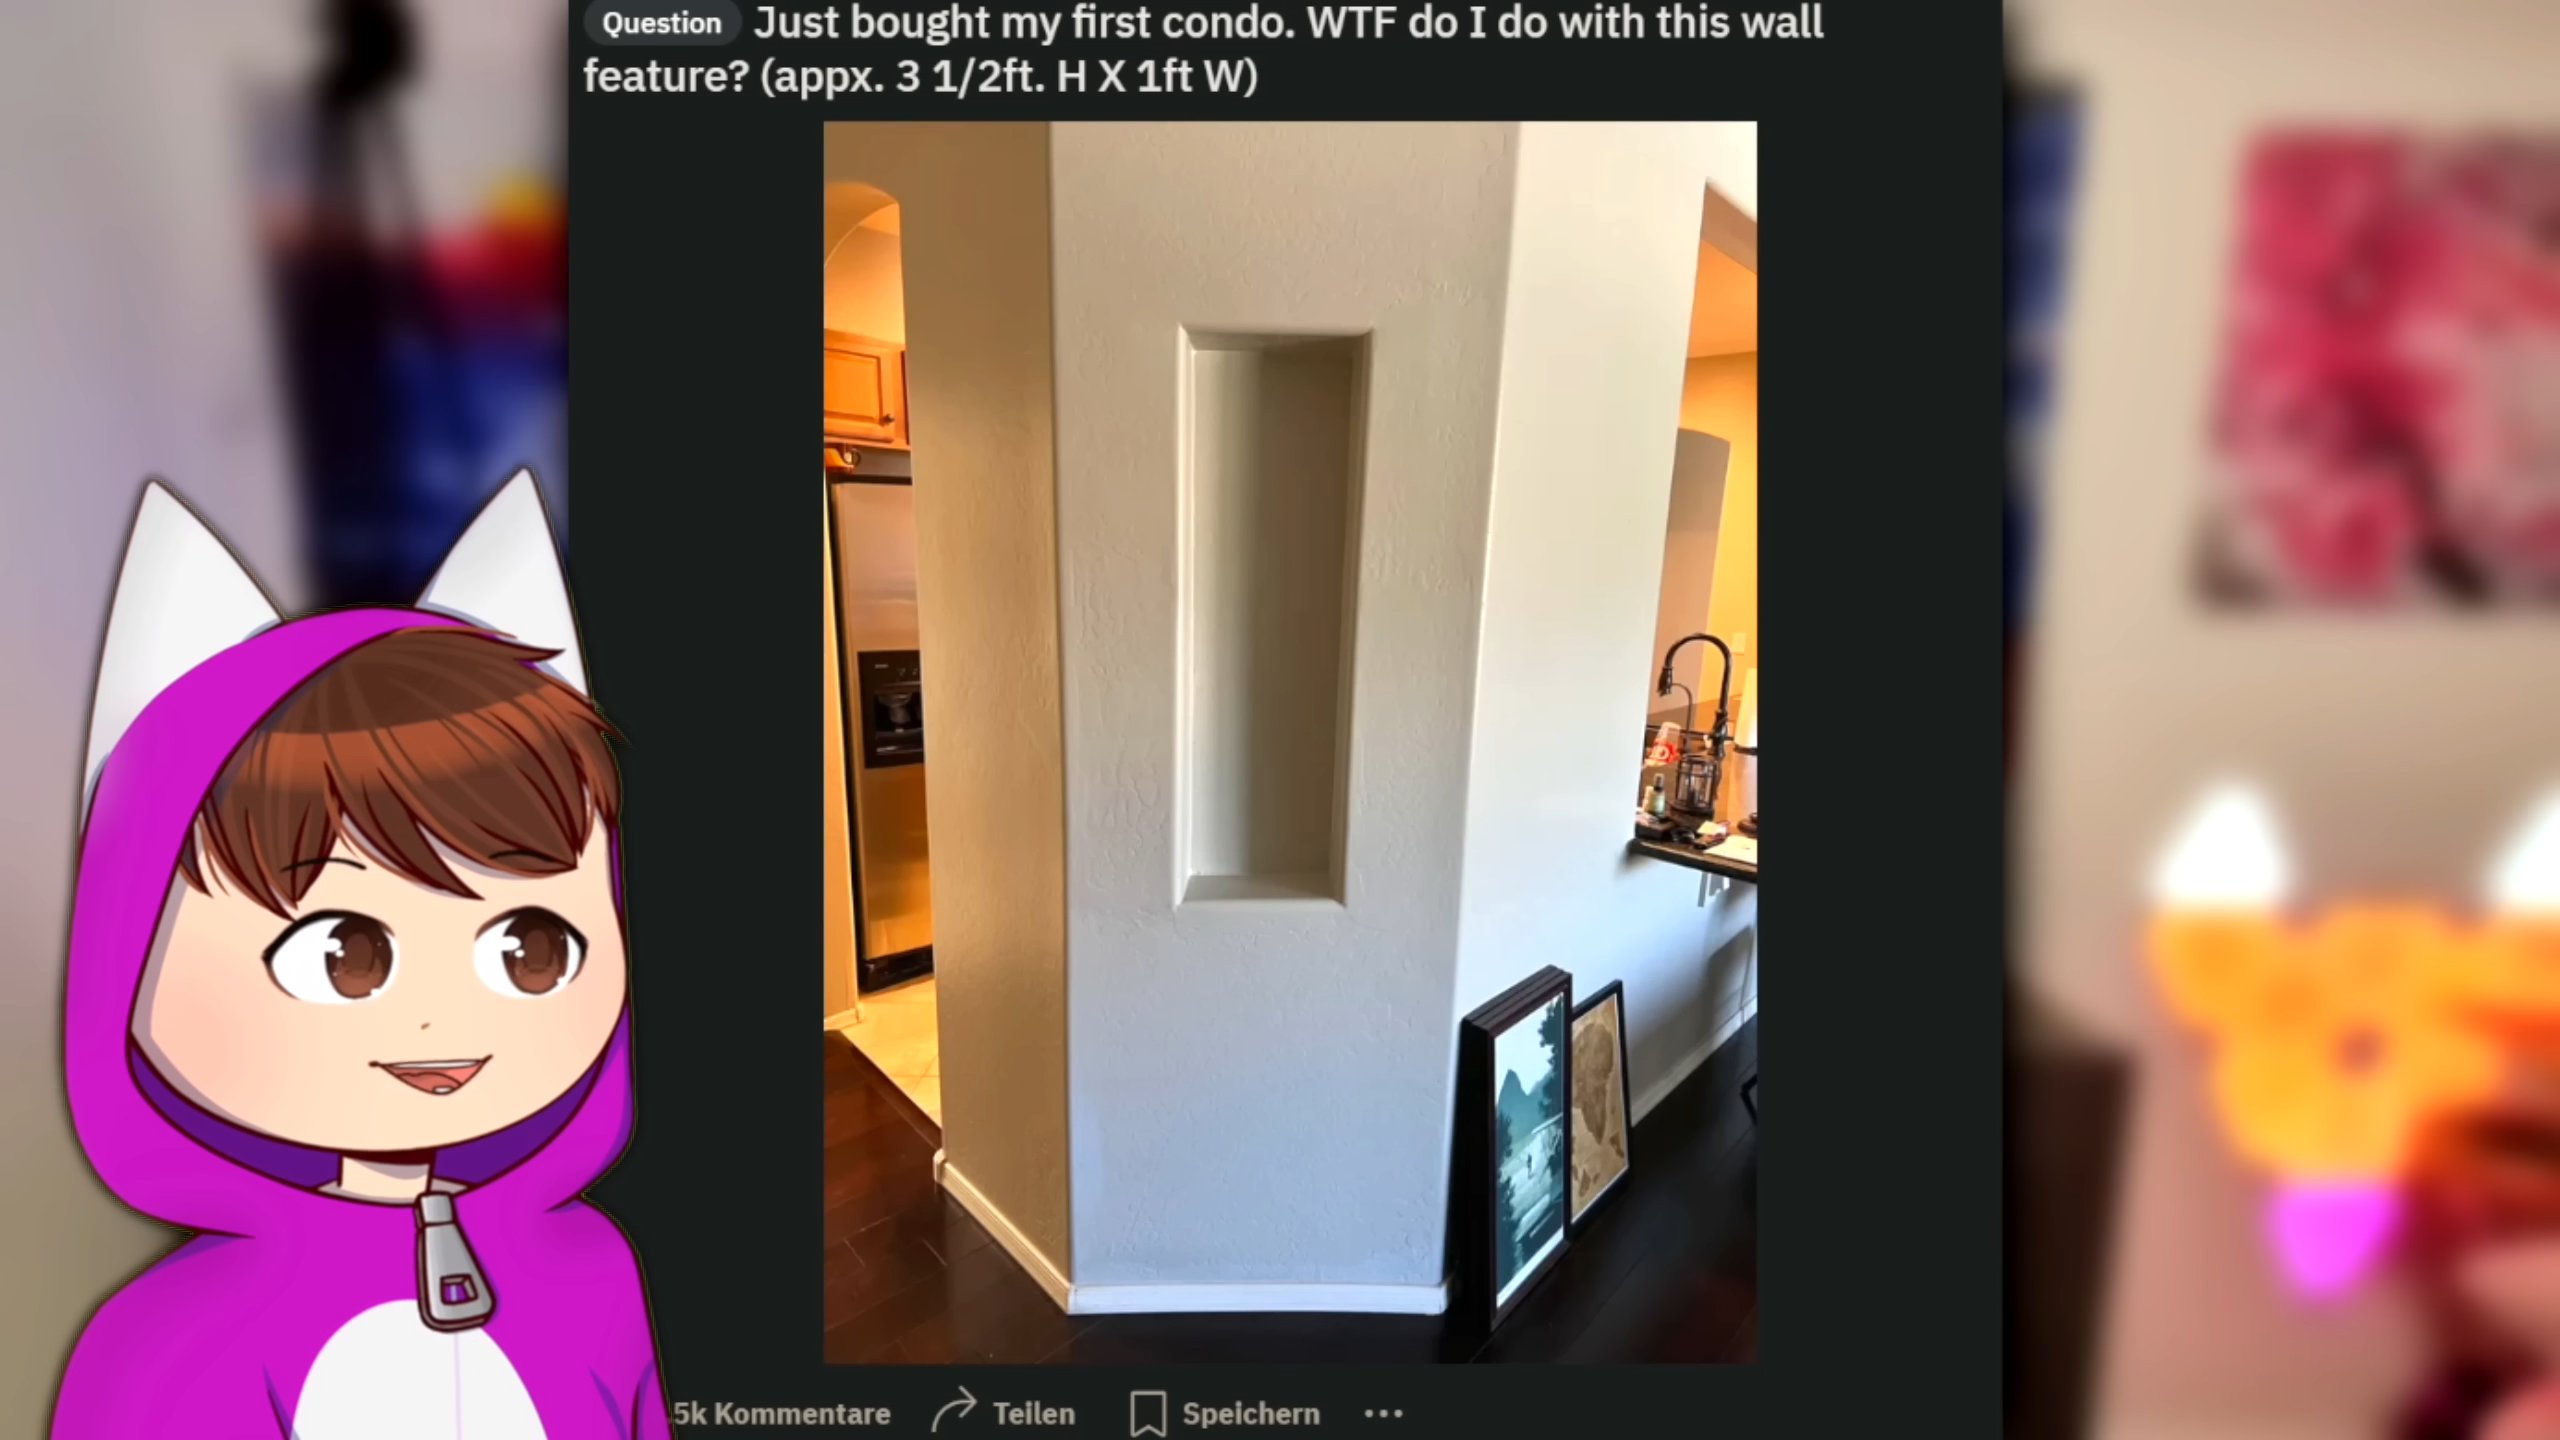 Question Just bought my first condo. WTF do I do with this wall
feature? (appx. 3 1/2ft. H X 1ft W)
5k Kommentare Teilen Speichern